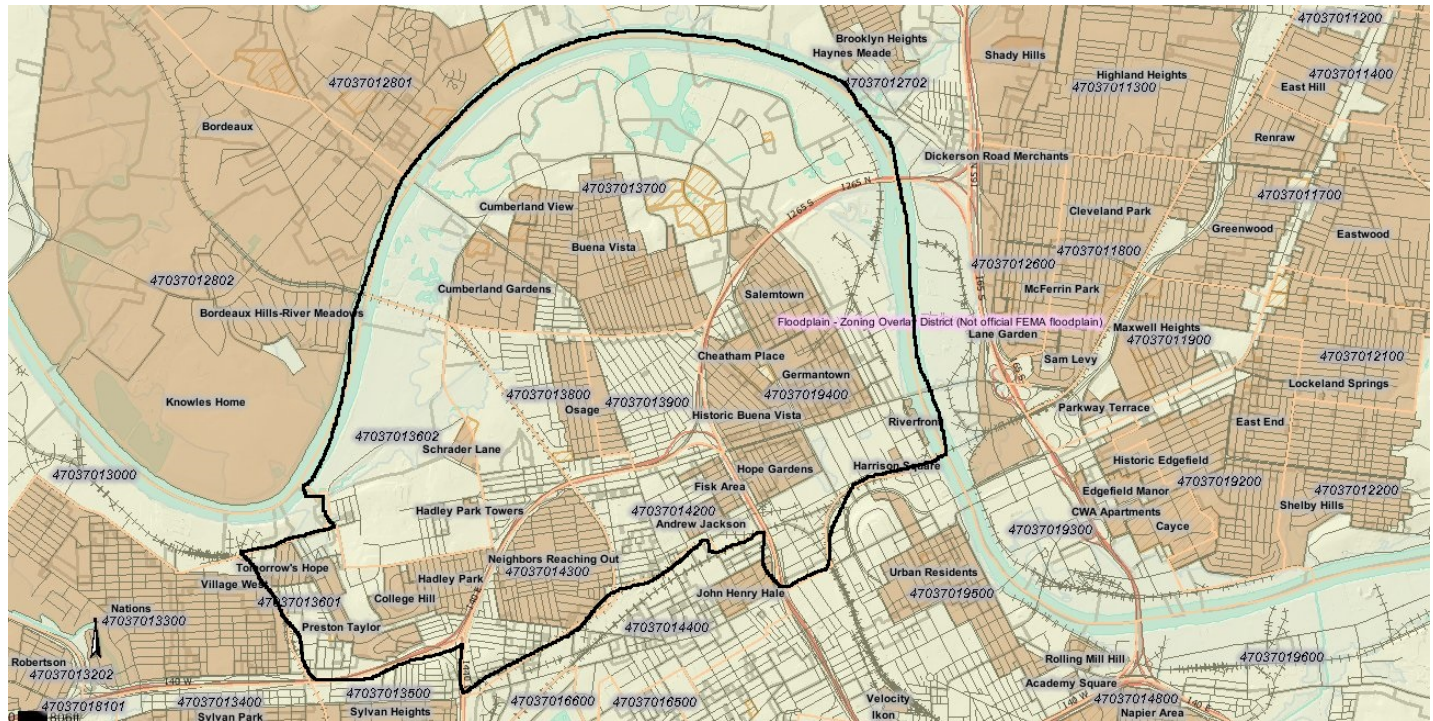 47037011200
Brooklyn Heights
Haynes Meade
Shady Hills
47037012801
47037012702
Highland Heights
47037011300
47037011400
East Hill
Bordeaux
Renraw
Dickerson Road Merchants
47037013700
I265 N
I265 S
I65 N
47037011700
Cumberland View
Cleveland Park
Greenwood
Eastwood
Buena Vista
47037011800
47037012600
47037012802
Cumberland Gardens
Salemtown
I65 S
McFerrin Park
Bordeaux Hills-River Meadows
Floodplain - Zoning Overlay District (Not official FEMA floodplain)
Lane Garden
Maxwell Heights
47037011900
Cheatham Place
Sam Levy
47037012100
Germantown
Lockeland Springs
47037013800
47037013900
47037019400
Osage
Knowles Home
Historic Buena Vista
Parkway Terrace
Riverfront
East End
47037013602
Schrader Lane
Harrison Square
Hope Gardens
Historic Edgefield
47037013000
Fisk Area
47037019200
Edgefield Manor
47037012200
Hadley Park Towers
47037014200
CWA Apartments
Shelby Hills
Andrew Jackson
47037019300
Cayce
Neighbors Reaching Out
47037014300
Tomorrow's Hope
Village West
Hadley Park
Urban Residents
John Henry Hale
47037019500
47037013601
College Hill
I40 E
Nations
47037013300
Preston Taylor
47037014400
Robertson
47037013202
Rolling Mill Hill
47037019600
I40 W
Academy Square
47037013400
47037013500
47037016600
47037016500
Velocity
I40 W
47037014800
47037018101
Sylvan Park
Sylvan Heights
Ikon
Napier Area